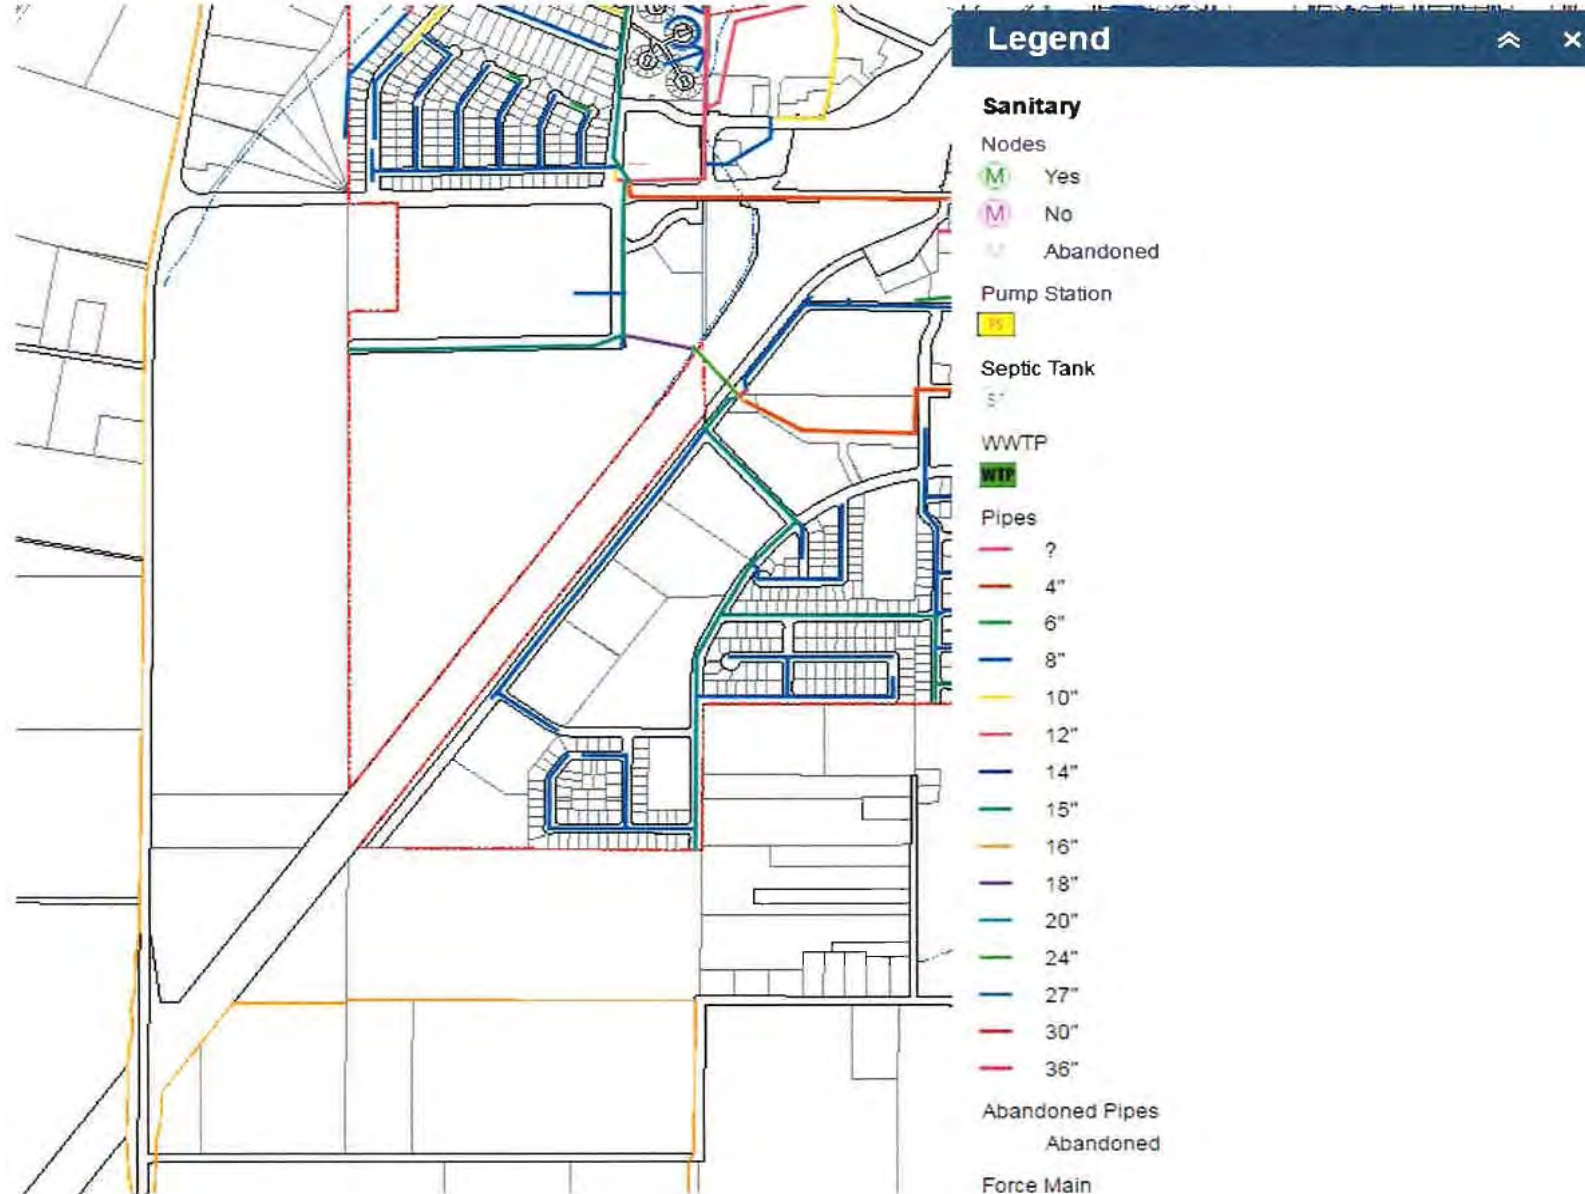 Legend
Sanitary
Nodes
M Yes
M No
Abandoned
Pump Station
PS
Septic Tank
WWTP
WTP
Pipes
?
4"
6"
8"
10"
12"
14"
15"
16"
18"
20"
24"
27"
30"
36"
Abandoned Pipes
Abandoned
Force Main